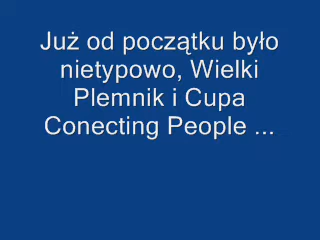 Już od początku było
nietypowo, Wielki
Plemnik i Cupa
Conecting People ...